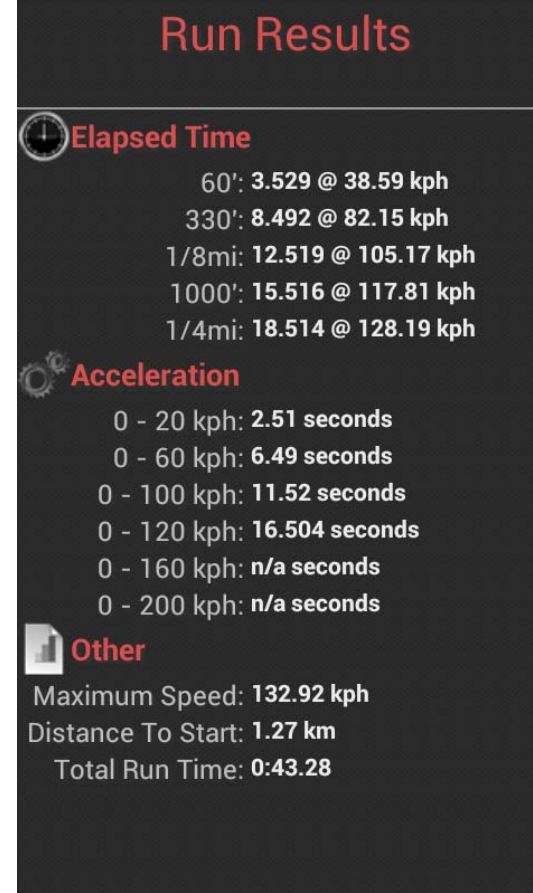 Run Results
Elapsed Time
60': 3.529 @ 38.59 kph
330': 8.492 @ 82.15 kph
1/8mi: 12.519 @ 105.17 kph
1000': 15.516 @ 117.81 kph
1/4mi: 18.514 @ 128.19 kph
Acceleration
0 - 20 kph: 2.51 seconds
0 - 60 kph: 6.49 seconds
0 - 100 kph: 11.52 seconds
0 - 120 kph: 16.504 seconds
0 - 160 kph: n/a seconds
0 - 200 kph: n/a seconds
Other
Maximum Speed: 132.92 kph
Distance To Start: 1.27 km
Total Run Time: 0:43.28